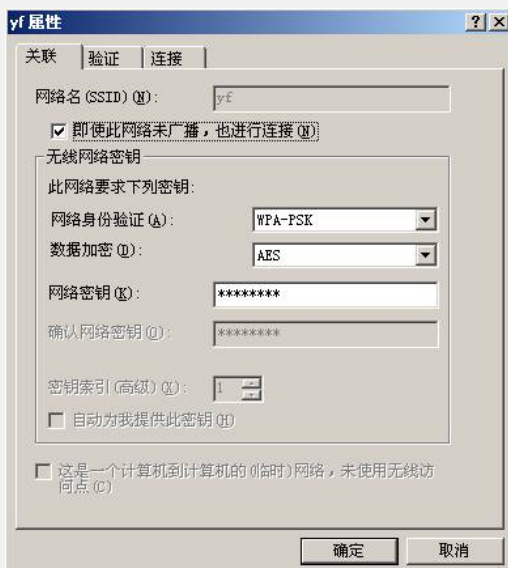 yf 属性
关联 验证 连接
网络名(SSID)(N): yf
即使此网络未广播，也进行连接(N)
无线网络密钥
此网络要求下列密钥:
网络身份验证(A): WPA-PSK
数据加密(D): AES
网络密钥(K): ********
确认网络密钥(O): ********
密钥索引(高级)(X): 1
自动为我提供此密钥(H)
这是一个计算机到计算机的(临时)网络，未使用无线访
问点(C)
确定 取消